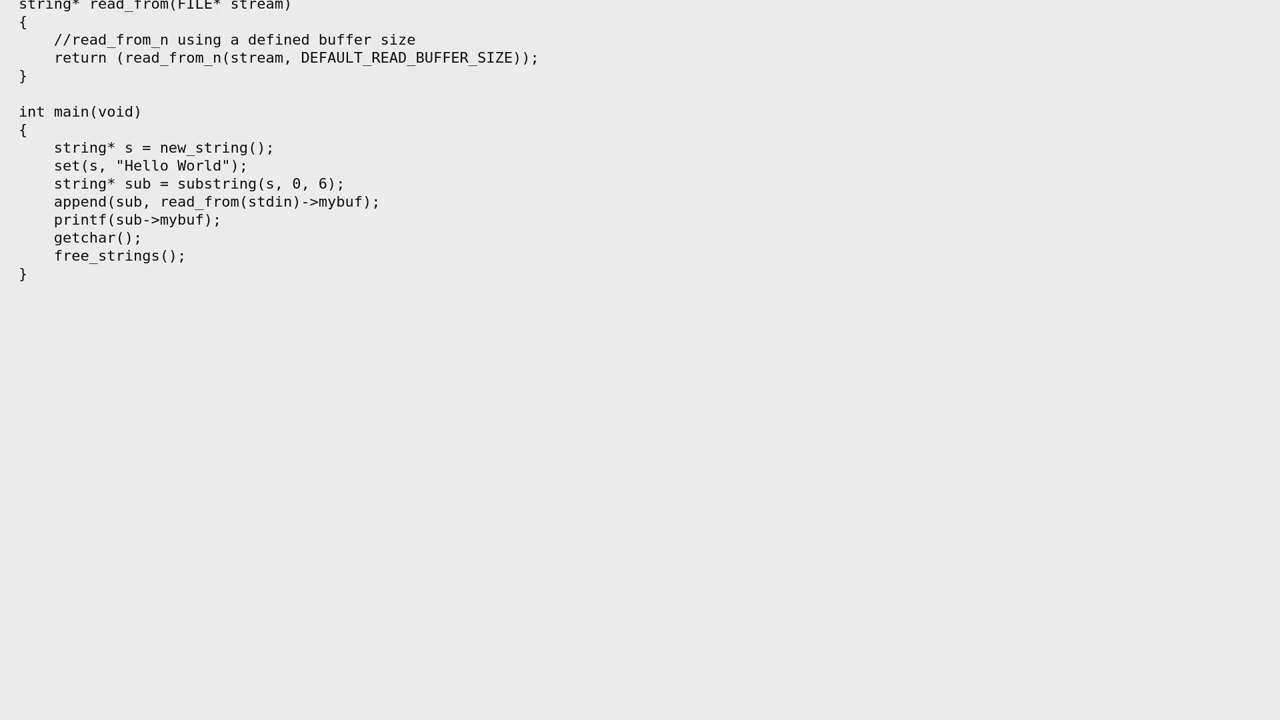 string* read_from(FILE* stream)
{
    //read_from_n using a defined buffer size
    return (read_from_n(stream, DEFAULT_READ_BUFFER_SIZE));
}

int main(void)
{
    string* s = new_string();
    set(s, "Hello World");
    string* sub = substring(s, 0, 6);
    append(sub, read_from(stdin)->mybuf);
    printf(sub->mybuf);
    getchar();
    free_strings();
}